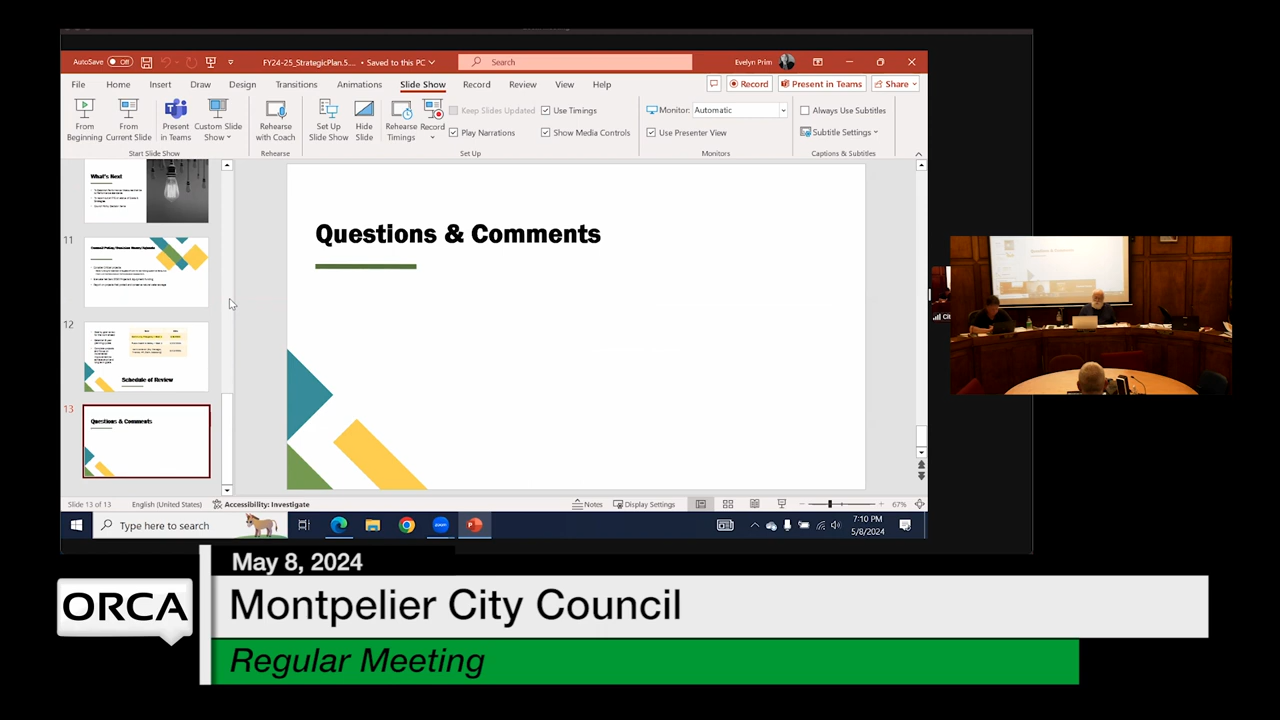 AutoSave Off
FY24-25_StrategicPlan.5.... • Saved to this PC
Search
Evelyn Prim
File Home Insert Draw Design Transitions Animations Slide Show Record Review View Help
Record Present in Teams Share
From Beginning
From Current Slide
Present in Teams
Custom Slide Show
Rehearse with Coach
Set Up Slide Show
Hide Slide
Rehearse Timings
Record
Keep Slides Updated
Use Timings
Play Narrations
Show Media Controls
Monitor: Automatic
Use Presenter View
Always Use Subtitles
Subtitle Settings
Start Slide Show
Rehearse
Set Up
Monitors
Captions & Subtitles
What's Next
11
12
Schedule of Review
13
Questions & Comments
Questions & Comments
Slide 13 of 13 English (United States) Accessibility: Investigate
Notes Display Settings 67%
Type here to search
zoom
7:10 PM
5/8/2024
May 8, 2024
ORCA
Montpelier City Council
Regular Meeting